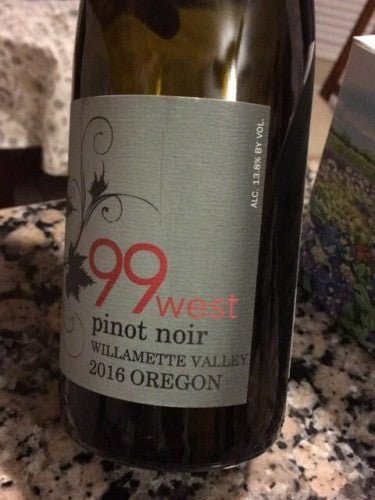 99 west
pinot noir
WILLAMETTE VALLEY
2016 OREGON
ALC. 13.8% BY VOL.